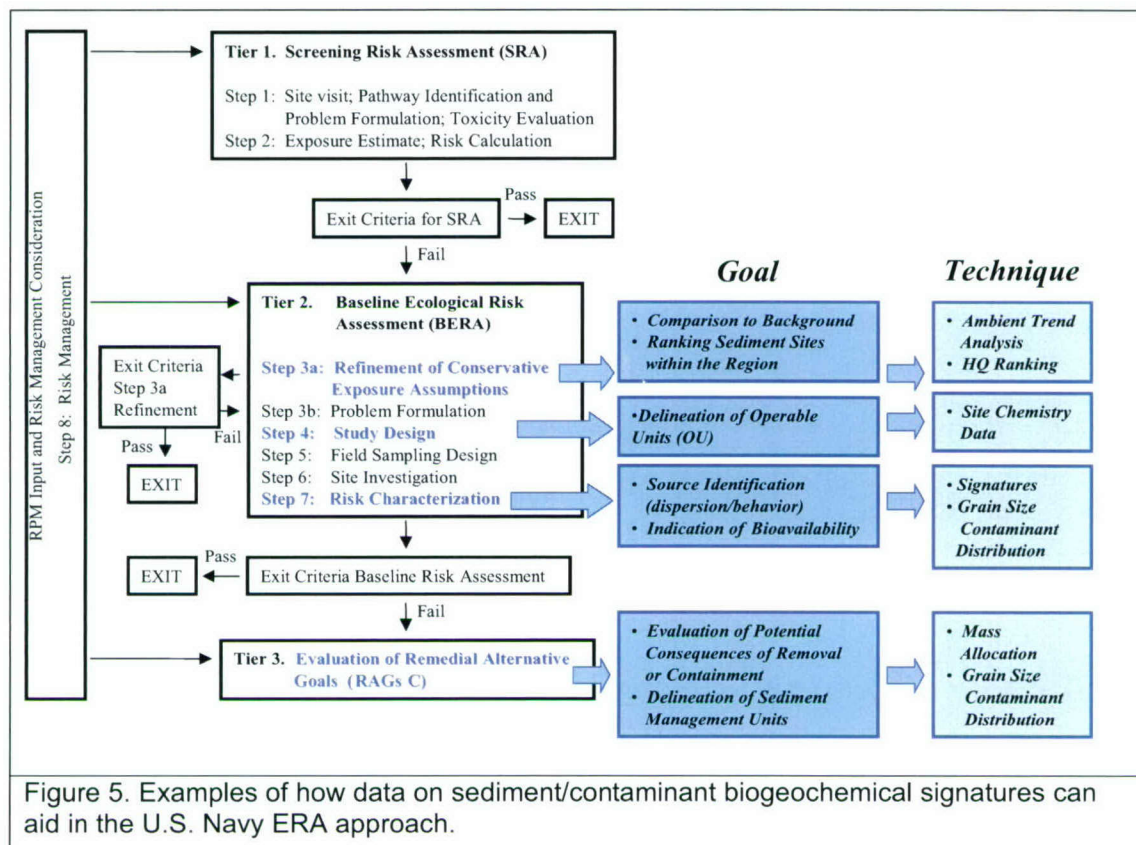 RPM Input and Risk Management Consideration
Step 8: Risk Management
Tier 1. Screening Risk Assessment (SRA)
Step 1: Site visit; Pathway Identification and
Problem Formulation; Toxicity Evaluation
Step 2: Exposure Estimate; Risk Calculation
Exit Criteria for SRA
Pass
EXIT
Fail
Goal
Technique
Tier 2. Baseline Ecological Risk
Assessment (BERA)
Step 3a: Refinement of Conservative
Exposure Assumptions
Step 3b: Problem Formulation
Step 4: Study Design
Step 5: Field Sampling Design
Step 6: Site Investigation
Step 7: Risk Characterization
Exit Criteria
Step 3a
Refinement
Pass
Fail
EXIT
• Comparison to Background
• Ranking Sediment Sites
within the Region
• Ambient Trend
Analysis
• HQ Ranking
• Delineation of Operable
Units (OU)
• Site Chemistry
Data
• Source Identification
(dispersion/behavior)
• Indication of Bioavailability
• Signatures
• Grain Size
Contaminant
Distribution
Exit Criteria Baseline Risk Assessment
Pass
EXIT
Fail
Tier 3. Evaluation of Remedial Alternative
Goals (RAGs C)
• Evaluation of Potential
Consequences of Removal
or Containment
• Delineation of Sediment
Management Units
• Mass
Allocation
• Grain Size
Contaminant
Distribution
Figure 5. Examples of how data on sediment/contaminant biogeochemical signatures can
aid in the U.S. Navy ERA approach.